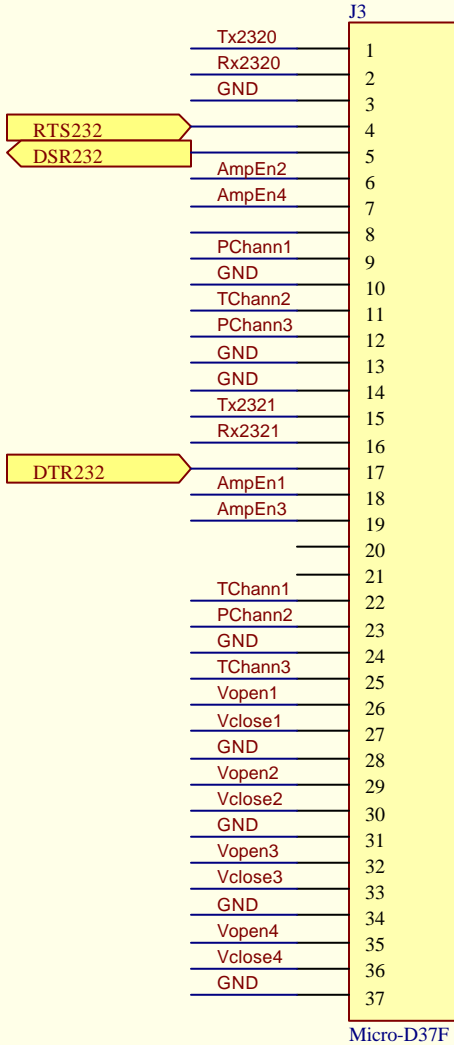 J3
Tx2320 1
Rx2320 2
GND 3
RTS232 4
DSR232 5
AmpEn2 6
AmpEn4 7
8
PChann1 9
GND 10
TChann2 11
PChann3 12
GND 13
GND 14
Tx2321 15
Rx2321 16
DTR232 17
AmpEn1 18
AmpEn3 19
20
21
TChann1 22
PChann2 23
GND 24
TChann3 25
Vopen1 26
Vclose1 27
GND 28
Vopen2 29
Vclose2 30
GND 31
Vopen3 32
Vclose3 33
GND 34
Vopen4 35
Vclose4 36
GND 37
Micro-D37F